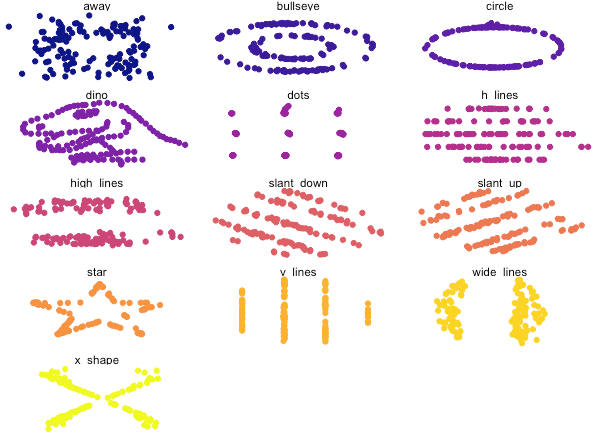 away
bullseye
circle
dino
dots
h_lines
high_lines
slant_down
slant_up
star
v_lines
wide_lines
x_shape